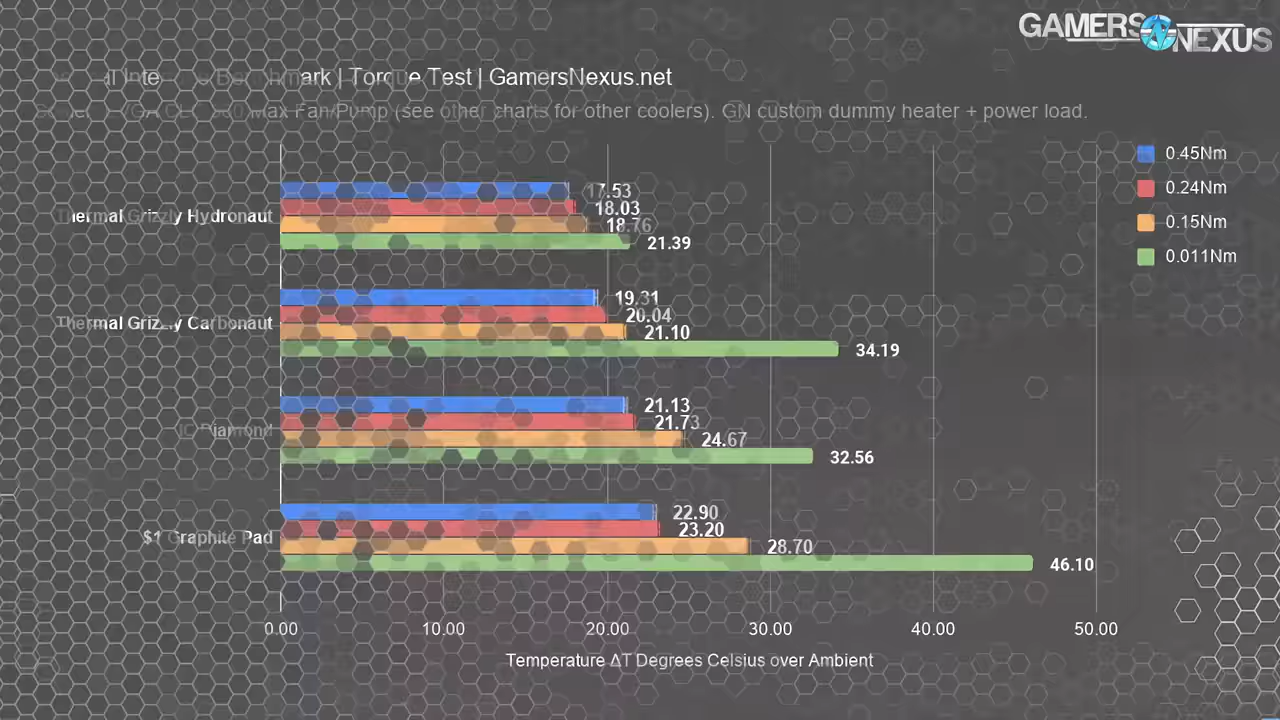 GAMERS NEXUS
Benchmark | Torque Test | GamersNexus.net
Max Fan/Pump (see other charts for other coolers). GN custom dummy heater + power load.
0.45Nm
0.24Nm
0.15Nm
0.011Nm
Thermal Grizzly Hydronaut
17.53
18.03
18.76
21.39
Thermal Grizzly Carbonaut
19.31
20.04
21.10
34.19
IC Diamond
21.13
21.73
24.67
32.56
$1 Graphite Pad
22.90
23.20
28.70
46.10
0.00 10.00 20.00 30.00 40.00 50.00
Temperature ΔT Degrees Celsius over Ambient